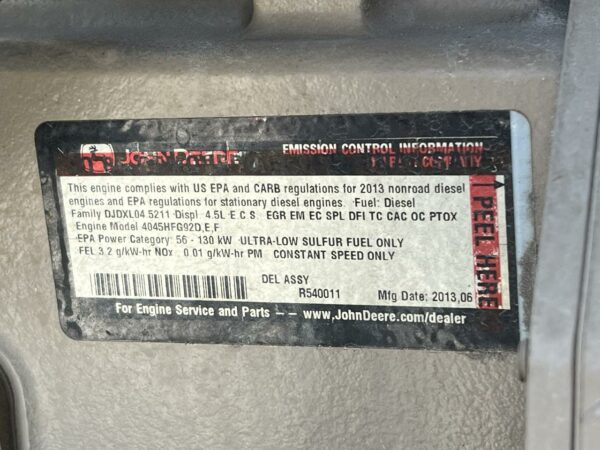 JOHN DEERE
EMISSION CONTROL INFORMATION
This engine complies with US EPA and CARB regulations for 2013 nonroad diesel
engines and EPA regulations for stationary diesel engines. Fuel: Diesel
Family DJDXL04.5211 Displ 4.5L E C S EGR EM EC SPL DFI TC CAC OC PTOX
Engine Model 4045HFG92D,E,F
EPA Power Category: 56 - 130 kW ULTRA-LOW SULFUR FUEL ONLY
FEL 3.2 g/kW-hr NOx 0.01 g/kW-hr PM CONSTANT SPEED ONLY
DEL ASSY
R540011 Mfg Date: 2013,06
For Engine Service and Parts – – www.JohnDeere.com/dealer
PEEL HERE